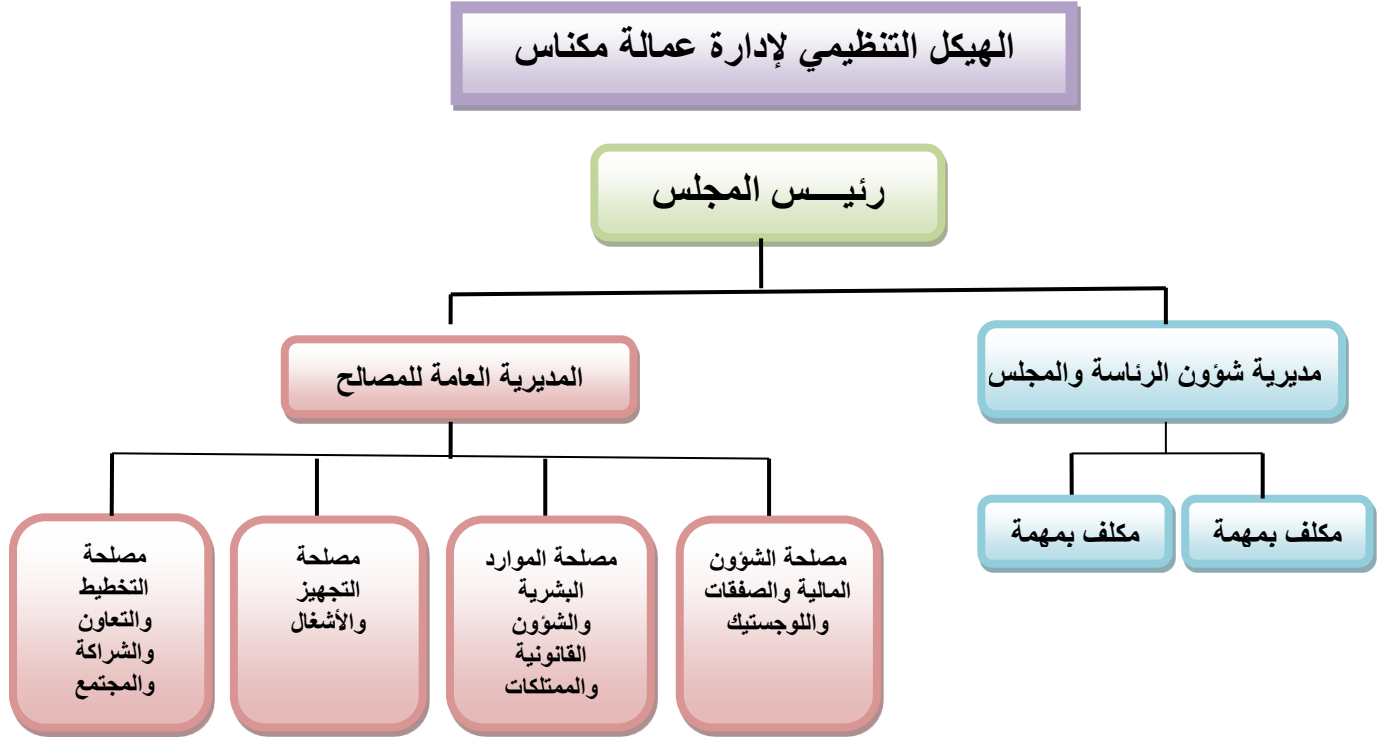 الهيكل التنظيمي لإدارة عمالة مكناس
رئيـــــس المجلس
مديرية شؤون الرئاسة والمجلس
المديرية العامة للمصالح
مكلف بمهمة
مكلف بمهمة
مصلحة الشؤون
المالية والصفقات
واللوجستيك
مصلحة الموارد
البشرية
والشؤون
القانونية
والممتلكات
مصلحة
التجهيز
والأشغال
مصلحة
التخطيط
والتعاون
والشراكة
والمجتمع